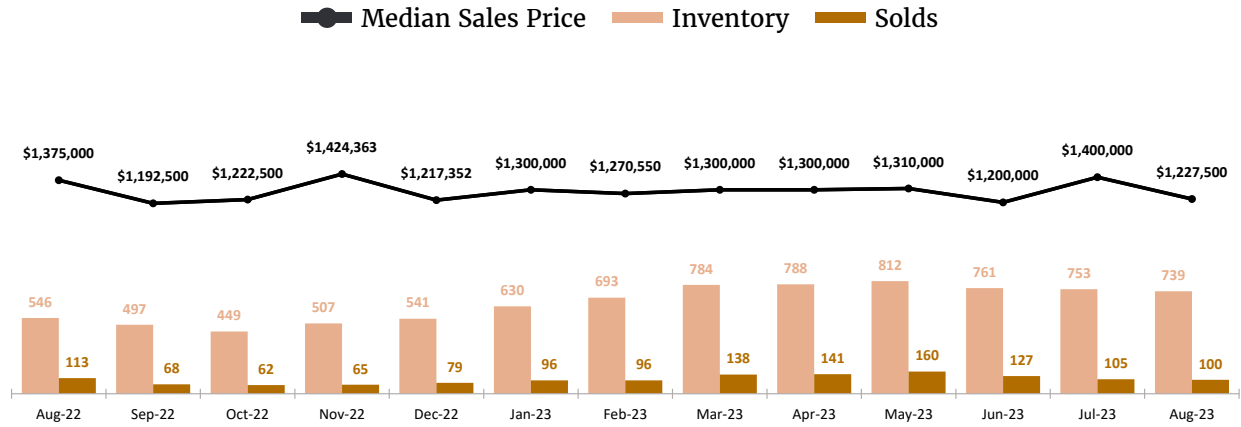 Median Sales Price Inventory Solds
$1,375,000 $1,192,500 $1,222,500 $1,424,363 $1,217,352 $1,300,000 $1,270,550 $1,300,000 $1,300,000 $1,310,000 $1,200,000 $1,400,000 $1,227,500
546 497 449 507 541 630 693 784 788 812 761 753 739
113 68 62 65 79 96 96 138 141 160 127 105 100
Aug-22 Sep-22 Oct-22 Nov-22 Dec-22 Jan-23 Feb-23 Mar-23 Apr-23 May-23 Jun-23 Jul-23 Aug-23